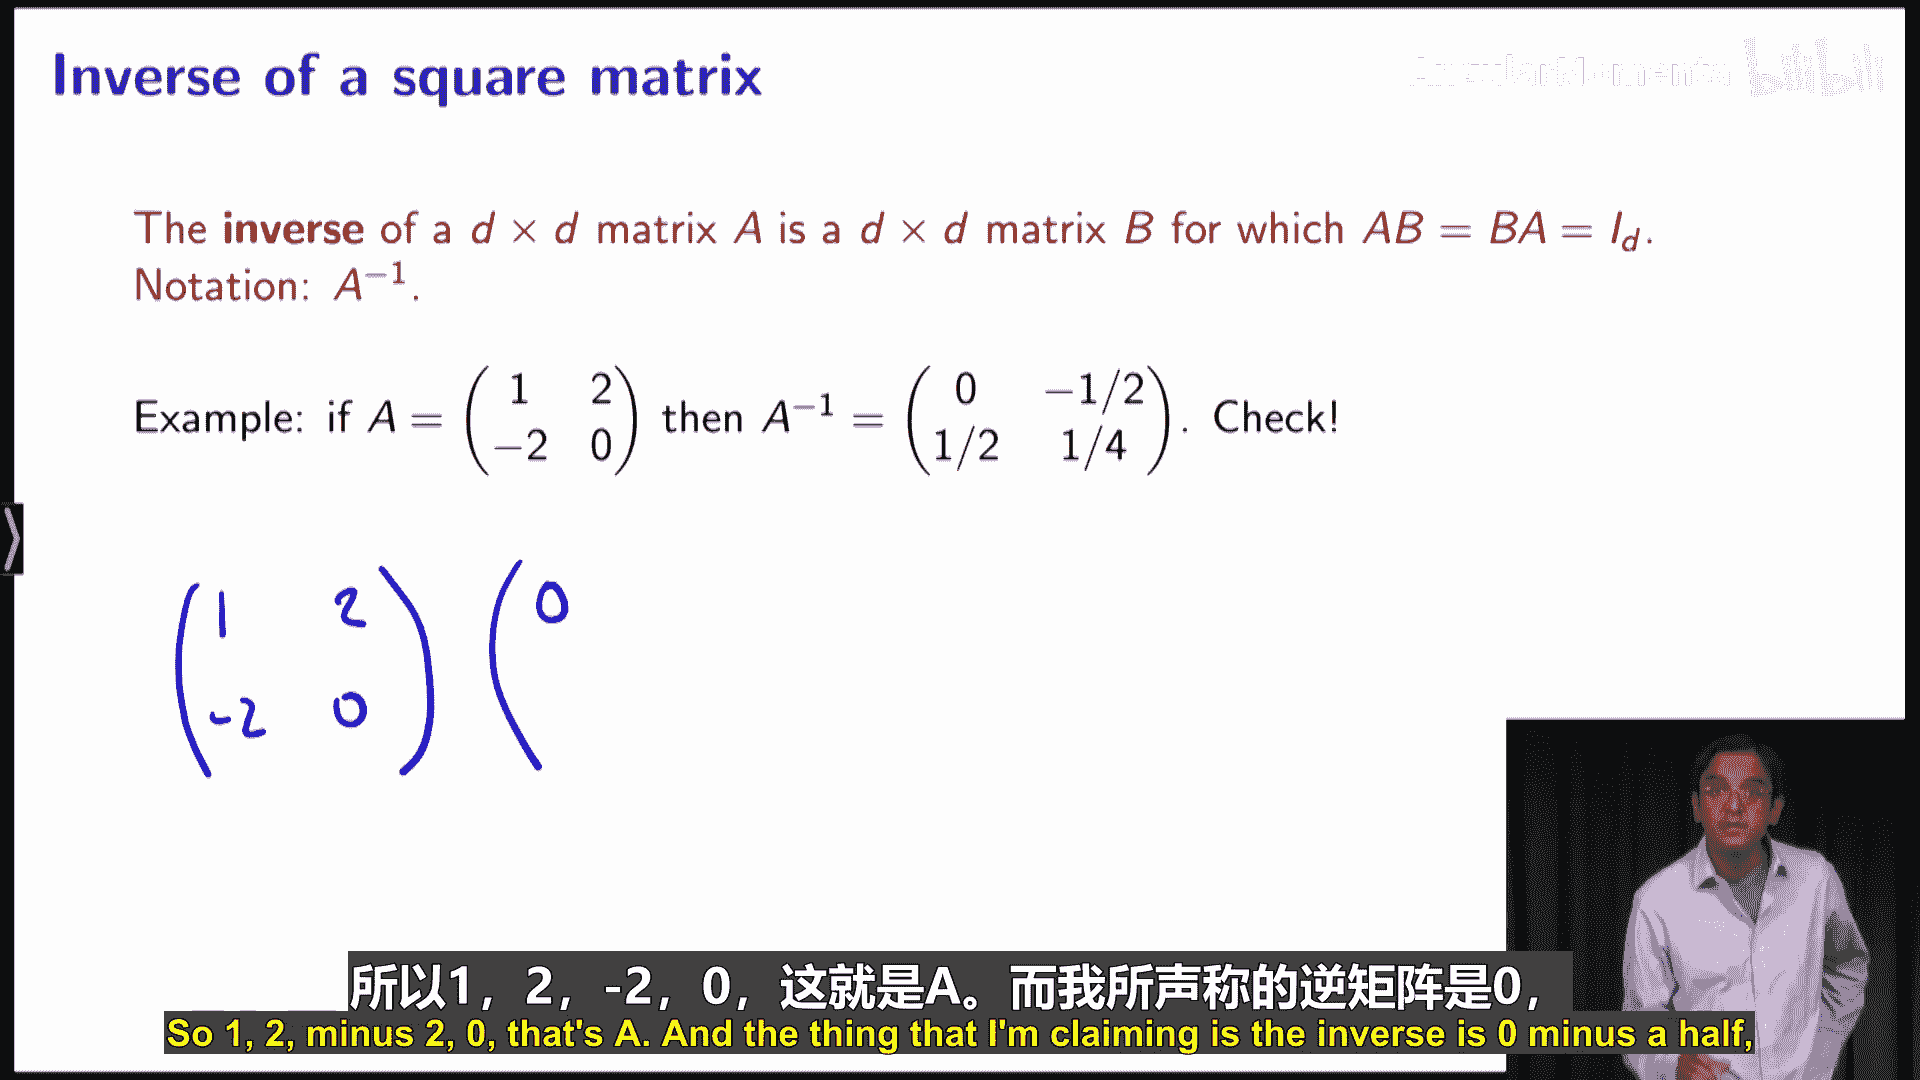 Inverse of a square matrix
bilibili
The inverse of a d × d matrix A is a d × d matrix B for which AB = BA = I_d.
Notation: A⁻¹.
Example: if A = ( 1 2 ; −2 0 ) then A⁻¹ = ( 0 −1/2 ; 1/2 1/4 ). Check!
( 1 2 ) ( 0
-2 0
所以1，2，-2，0，这就是A。而我所声称的逆矩阵是0，
So 1, 2, minus 2, 0, that's A. And the thing that I'm claiming is the inverse is 0 minus a half,